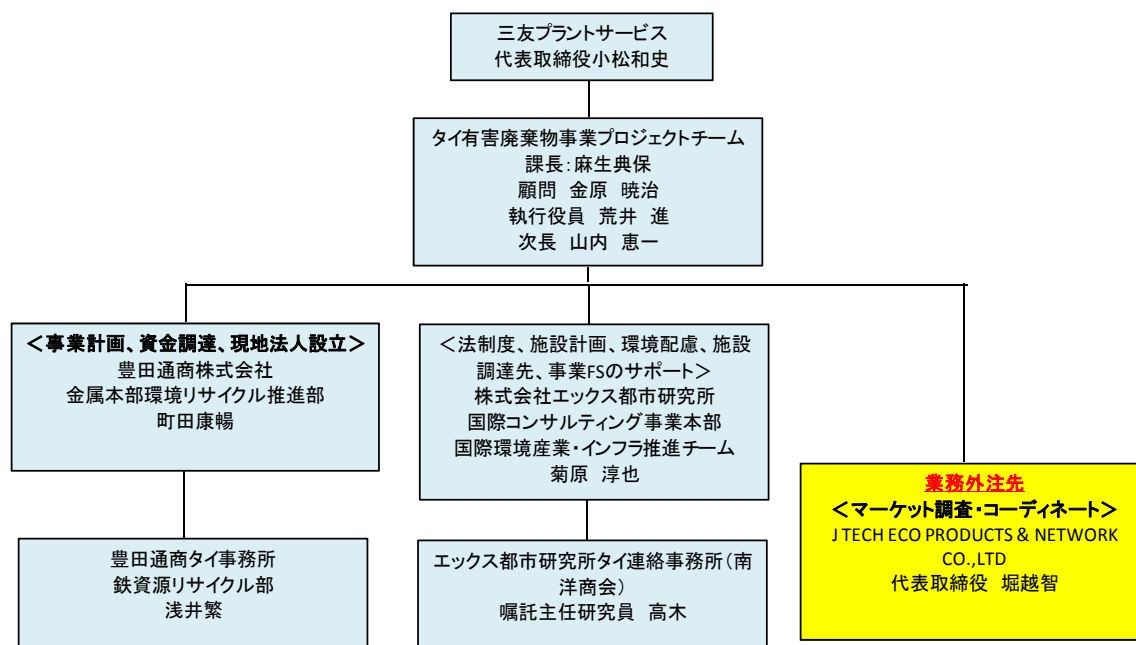 三友プラントサービス
代表取締役小松和史
タイ有害廃棄物事業プロジェクトチーム
課長：麻生典保
顧問 金原 暁治
執行役員 荒井 進
次長 山内 恵一
＜事業計画、資金調達、現地法人設立＞
豊田通商株式会社
金属本部環境リサイクル推進部
町田康暢
＜法制度、施設計画、環境配慮、施設
調達先、事業FSのサポート＞
株式会社エックス都市研究所
国際コンサルティング事業本部
国際環境産業・インフラ推進チーム
菊原 淳也
業務外注先
＜マーケット調査・コーディネート＞
J TECH ECO PRODUCTS & NETWORK
CO.,LTD
代表取締役 堀越智
豊田通商タイ事務所
鉄資源リサイクル部
浅井繁
エックス都市研究所タイ連絡事務所（南
洋商会）
嘱託主任研究員 高木